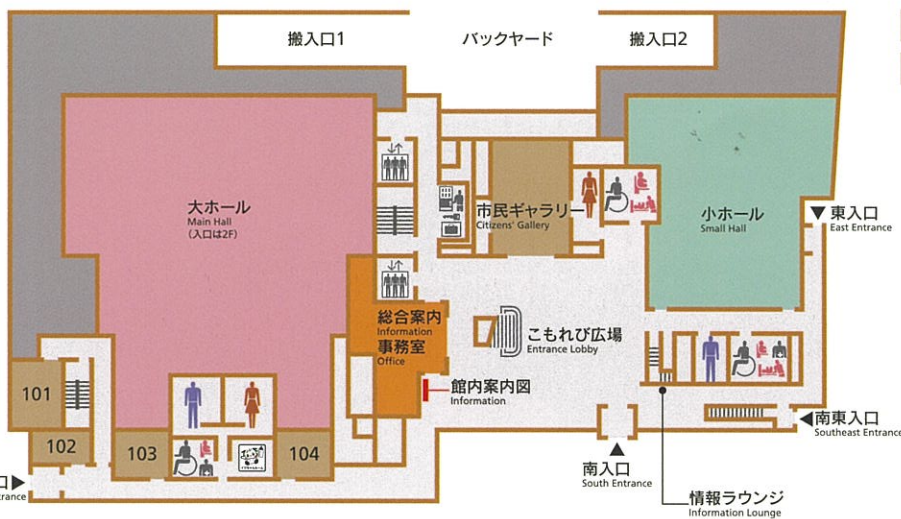 搬入口1
バックヤード
搬入口2
大ホール
Main Hall
(入口は2F)
市民ギャラリー
Citizens' Gallery
小ホール
Small Hall
東入口
East Entrance
総合案内
Information
事務室
Office
こもれび広場
Entrance Lobby
館内案内図
Information
101
102
103
104
南東入口
Southeast Entrance
南入口
South Entrance
情報ラウンジ
Information Lounge
口